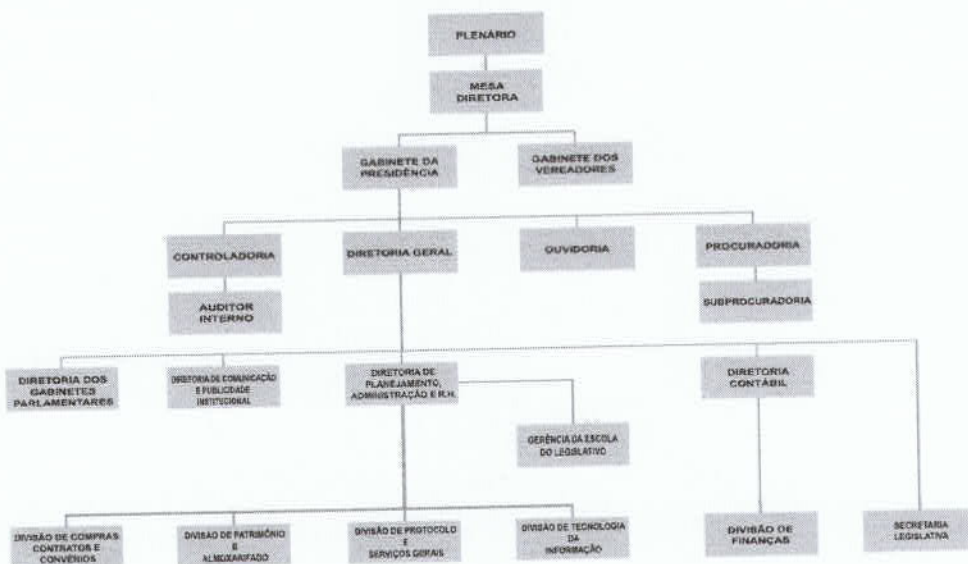 PLENÁRIO
MESA
DIRETORA
GABINETE DA
PRESIDÊNCIA
GABINETE DOS
VEREADORES
CONTROLADORIA
DIRETORIA GERAL
OUVIDORIA
PROCURADORIA
AUDITOR
INTERNO
SUBPROCURADORIA
DIRETORIA DOS
GABINETES
PARLAMENTARES
DIRETORIA DE COMUNICAÇÃO
E PUBLICIDADE
INSTITUCIONAL
DIRETORIA DE
PLANEJAMENTO,
ADMINISTRAÇÃO E R.H.
DIRETORIA
CONTÁBIL
GERÊNCIA DA ESCOLA
DO LEGISLATIVO
DIVISÃO DE COMPRAS
CONTRATOS E
CONVÊNIOS
DIVISÃO DE PATRIMÔNIO
E
ALMOXARIFADO
DIVISÃO DE PROTOCOLO
E
SERVIÇOS GERAIS
DIVISÃO DE TECNOLOGIA
DA
INFORMAÇÃO
DIVISÃO DE
FINANÇAS
SECRETARIA
LEGISLATIVA